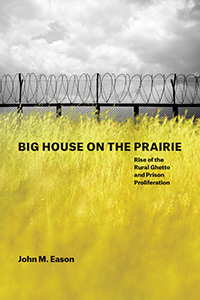 BIG HOUSE ON THE PRAIRIE
Rise of the
Rural Ghetto
and Prison
Proliferation
John M. Eason